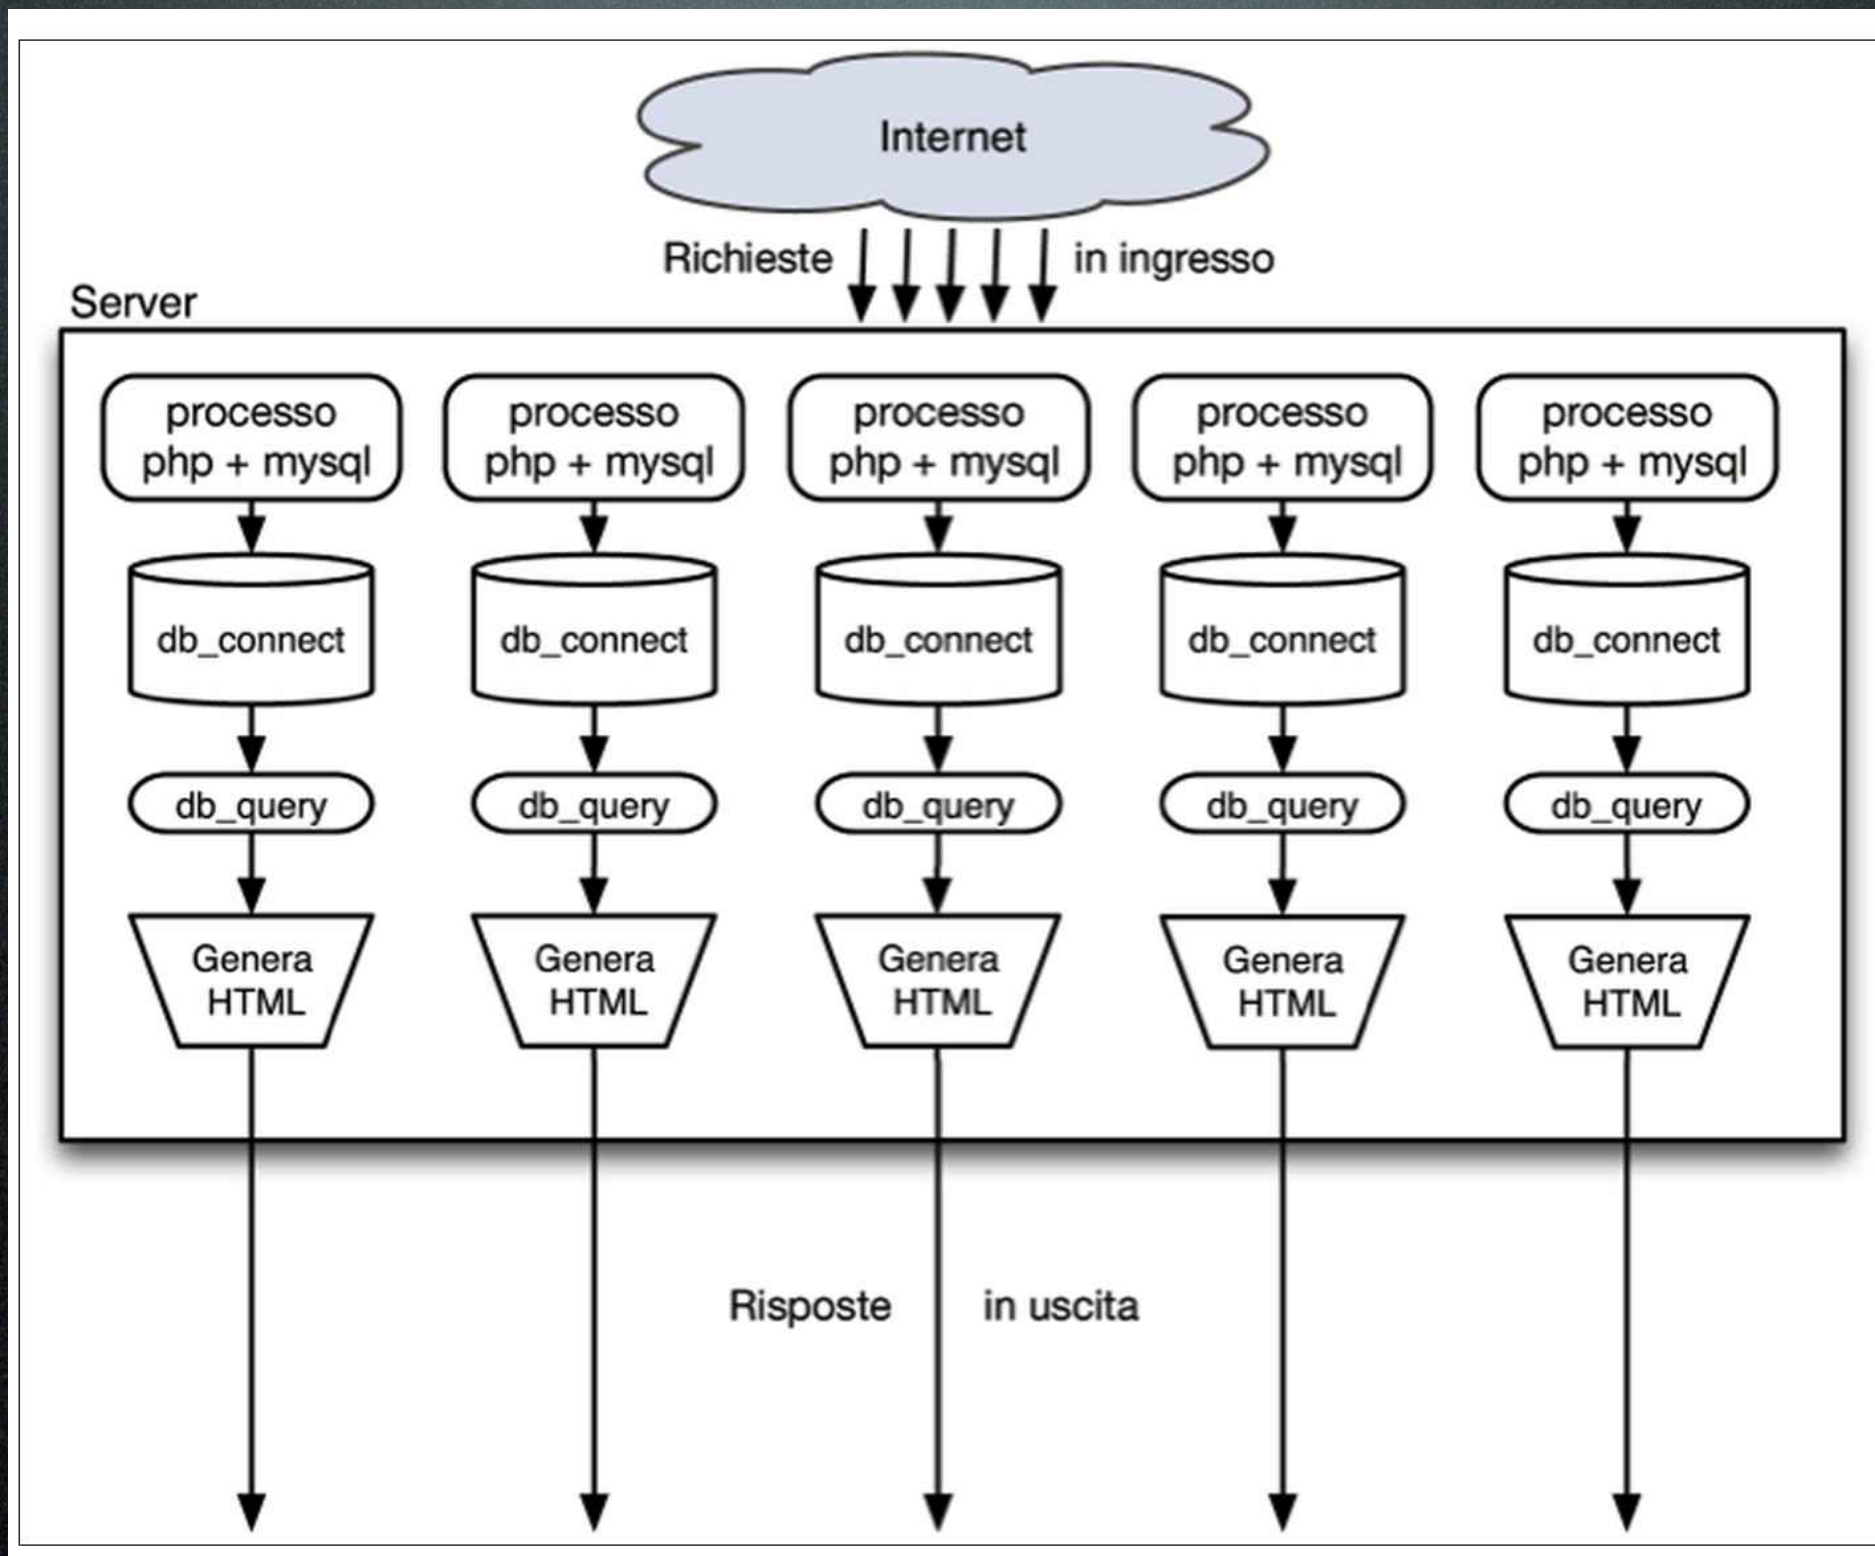 Internet
Richieste in ingresso
Server
processo processo processo processo processo
php + mysql php + mysql php + mysql php + mysql php + mysql
db_connect db_connect db_connect db_connect db_connect
db_query db_query db_query db_query db_query
Genera Genera Genera Genera Genera
HTML HTML HTML HTML HTML
Risposte in uscita